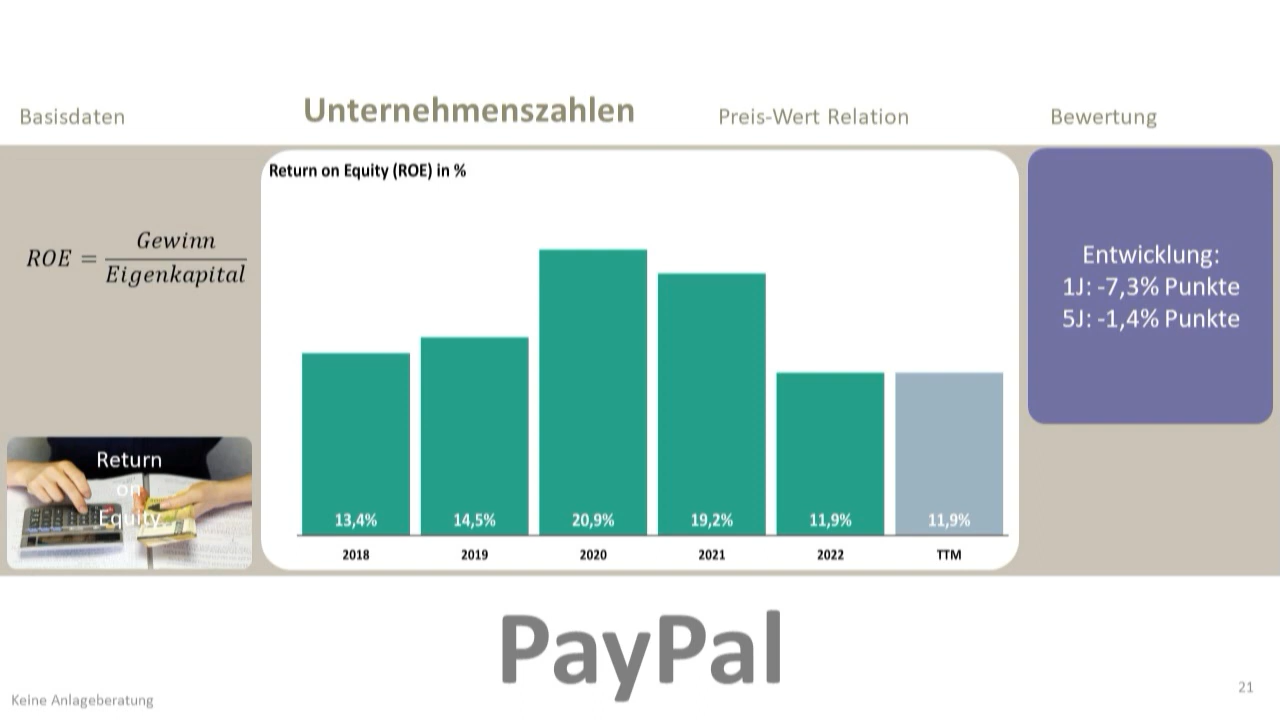 Basisdaten
Unternehmenszahlen
Preis-Wert Relation
Bewertung
Return on Equity (ROE) in %
ROE = Gewinn / Eigenkapital
Entwicklung:
1J: -7,3% Punkte
5J: -1,4% Punkte
Return
on
Equity
13,4% 14,5% 20,9% 19,2% 11,9% 11,9%
2018 2019 2020 2021 2022 TTM
PayPal
Keine Anlageberatung
21